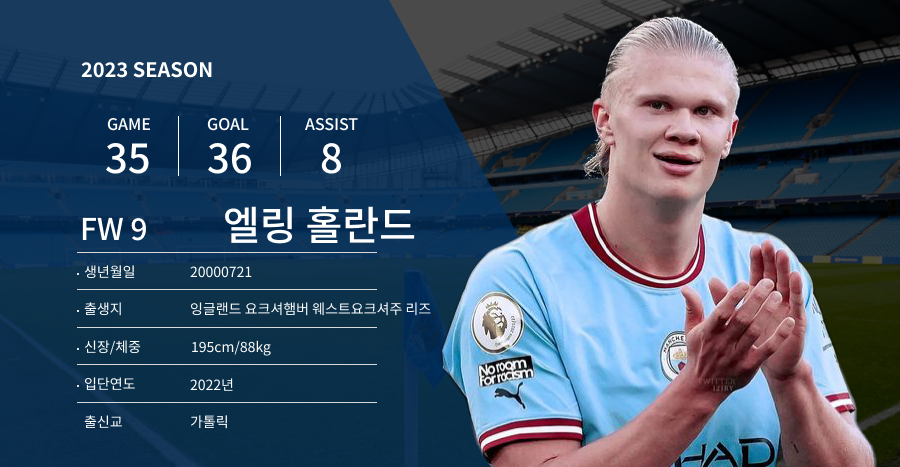 2023 SEASON
GAME GOAL ASSIST
35 36 8
FW 9 엘링 홀란드
· 생년월일 20000721
· 출생지 잉글랜드 요크셔햄버 웨스트요크셔주 리즈
· 신장/체중 195cm/88kg
· 입단연도 2022년
출신교 가톨릭
No room
For racism
TWITTER